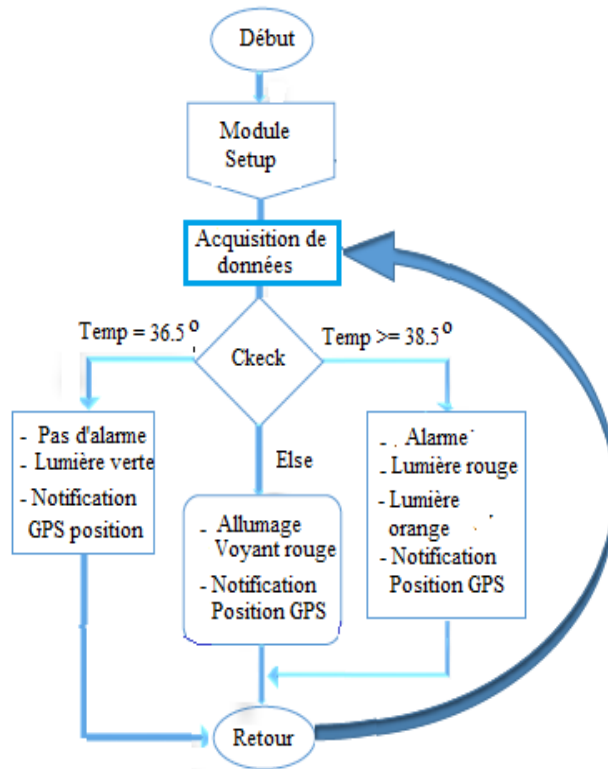 Début
Module
Setup
Acquisition de
données
Temp = 36.5°
Ckeck
Temp >= 38.5°
- Pas d'alarme
- Lumière verte
- Notification
GPS position
Else
- Allumage
Voyant rouge
- Notification
Position GPS
- . Alarme
- Lumière rouge
- Lumière
orange
- Notification
Position GPS
Retour